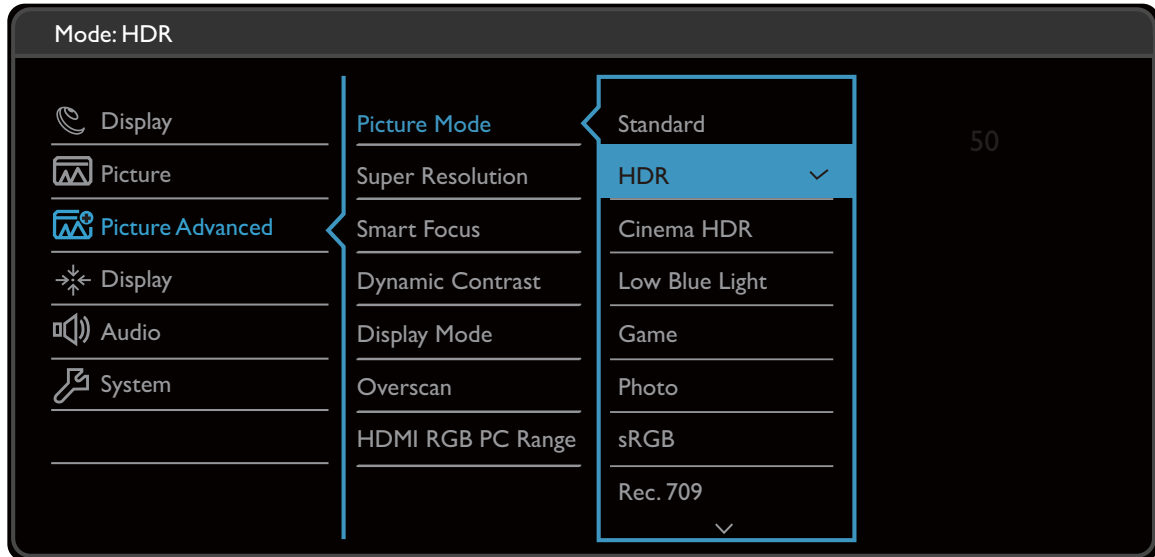 Mode: HDR
Display
Picture
Picture Advanced
Display
Audio
System
Picture Mode
Super Resolution
Smart Focus
Dynamic Contrast
Display Mode
Overscan
HDMI RGB PC Range
Standard
HDR
Cinema HDR
Low Blue Light
Game
Photo
sRGB
Rec. 709
50